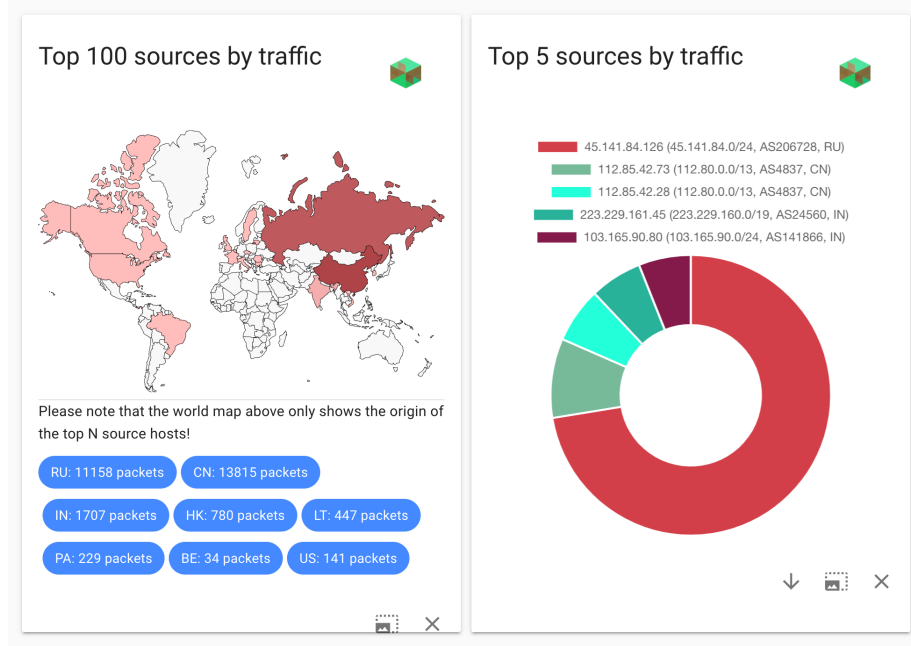 Top 100 sources by traffic
Please note that the world map above only shows the origin of
the top N source hosts!
RU: 11158 packets
CN: 13815 packets
IN: 1707 packets
HK: 780 packets
LT: 447 packets
PA: 229 packets
BE: 34 packets
US: 141 packets
Top 5 sources by traffic
45.141.84.126 (45.141.84.0/24, AS206728, RU)
112.85.42.73 (112.80.0.0/13, AS4837, CN)
112.85.42.28 (112.80.0.0/13, AS4837, CN)
223.229.161.45 (223.229.160.0/19, AS24560, IN)
103.165.90.80 (103.165.90.0/24, AS141866, IN)